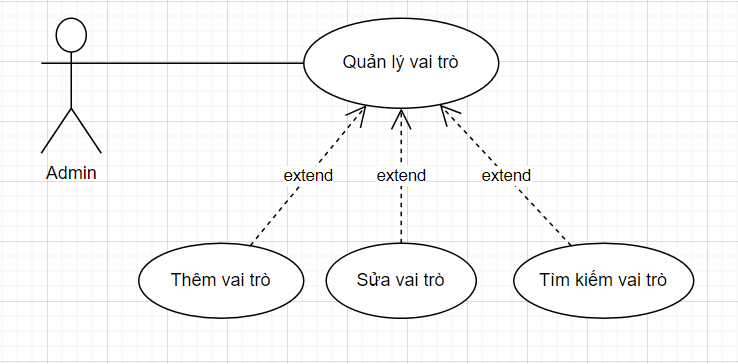 Quản lý vai trò
Admin
extend
extend
extend
Thêm vai trò
Sửa vai trò
Tìm kiếm vai trò